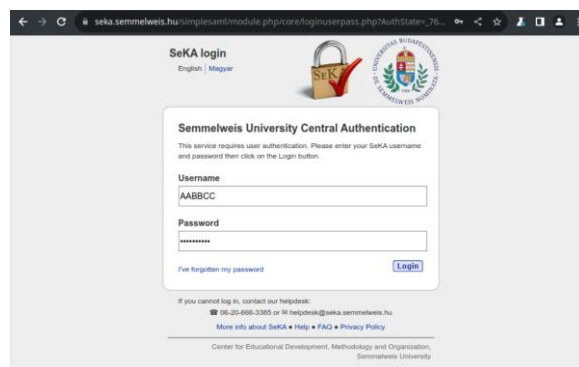 seka.semmelweis.hu/simplesaml/module.php/core/loginuserpass.php?AuthState=_76...
SeKA login
English | Magyar
SeKA
Semmelweis University Central Authentication
This service requires user authentication. Please enter your SeKA username
and password then click on the Login button.
Username
AABBCC
Password
••••••••••
I've forgotten my password
Login
If you cannot log in, contact our helpdesk:
☎ 06-20-666-3385 or ✉ helpdesk@seka.semmelweis.hu
More info about SeKA ● Help ● FAQ ● Privacy Policy
Center for Educational Development, Methodology and Organization,
Semmelweis University